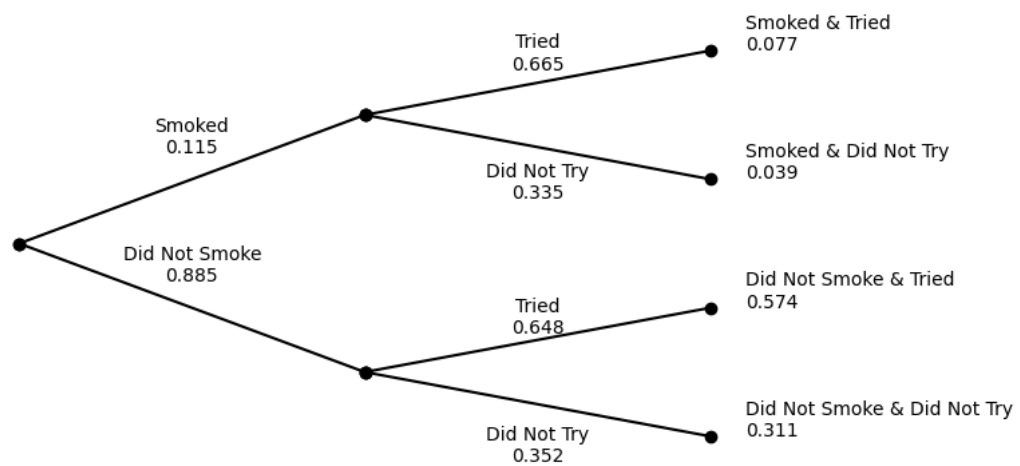 Smoked & Tried
0.077
Tried
0.665
Smoked
0.115
Smoked & Did Not Try
0.039
Did Not Try
0.335
Did Not Smoke
0.885
Did Not Smoke & Tried
0.574
Tried
0.648
Did Not Smoke & Did Not Try
0.311
Did Not Try
0.352